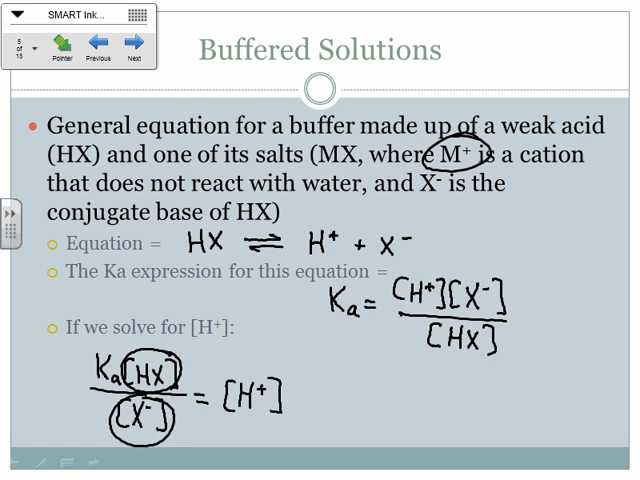 SMART Ink...
5
of
18
Pointer
Previous
Next
Buffered Solutions
General equation for a buffer made up of a weak acid
(HX) and one of its salts (MX, where M⁺ is a cation
that does not react with water, and X⁻ is the
conjugate base of HX)
Equation = HX ⇌ H⁺ + X⁻
The Ka expression for this equation =
Ka = [H⁺][X⁻] / [HX]
If we solve for [H⁺]:
Ka[HX] / [X⁻] = [H⁺]